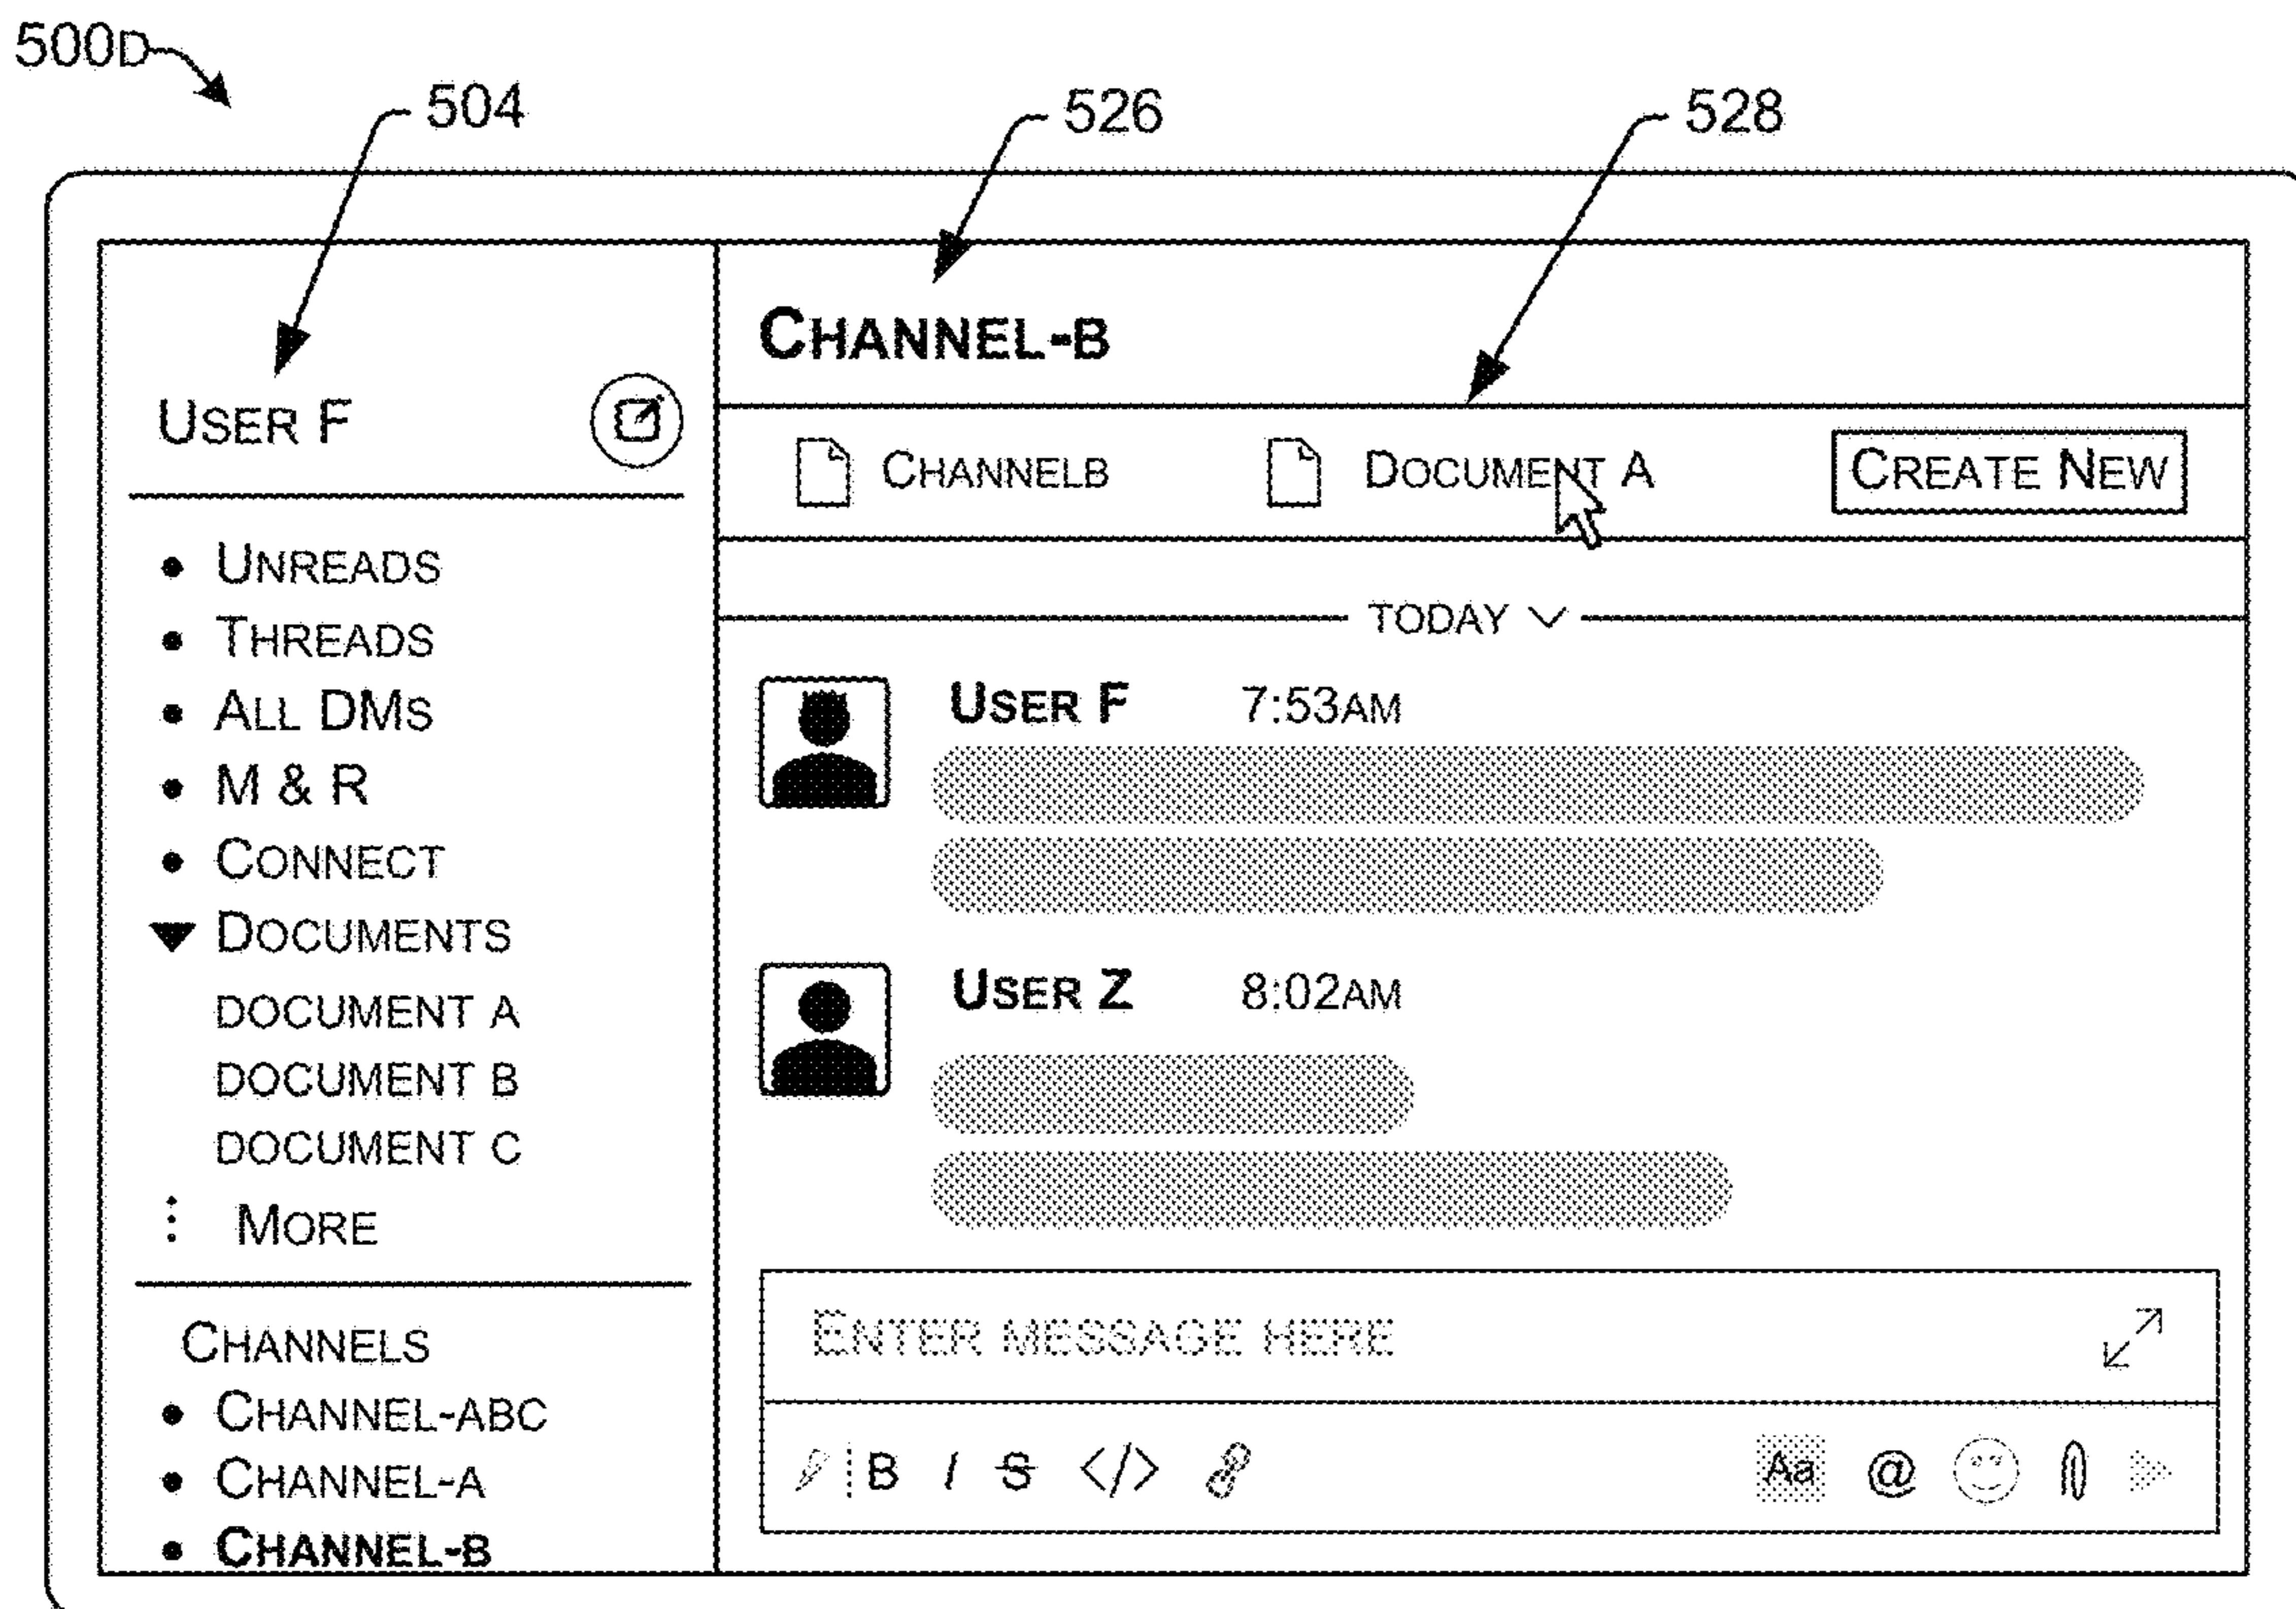 500D
504
526
528
USER F
UNREADS
THREADS
ALL DMS
M & R
CONNECT
DOCUMENTS
DOCUMENT A
DOCUMENT B
DOCUMENT C
MORE
CHANNELS
CHANNEL-ABC
CHANNEL-A
CHANNEL-B
CHANNEL-B
CHANNELB DOCUMENT A CREATE NEW
TODAY
USER F 7:53AM
USER Z 8:02AM
ENTER MESSAGE HERE
B I S </> Aa @